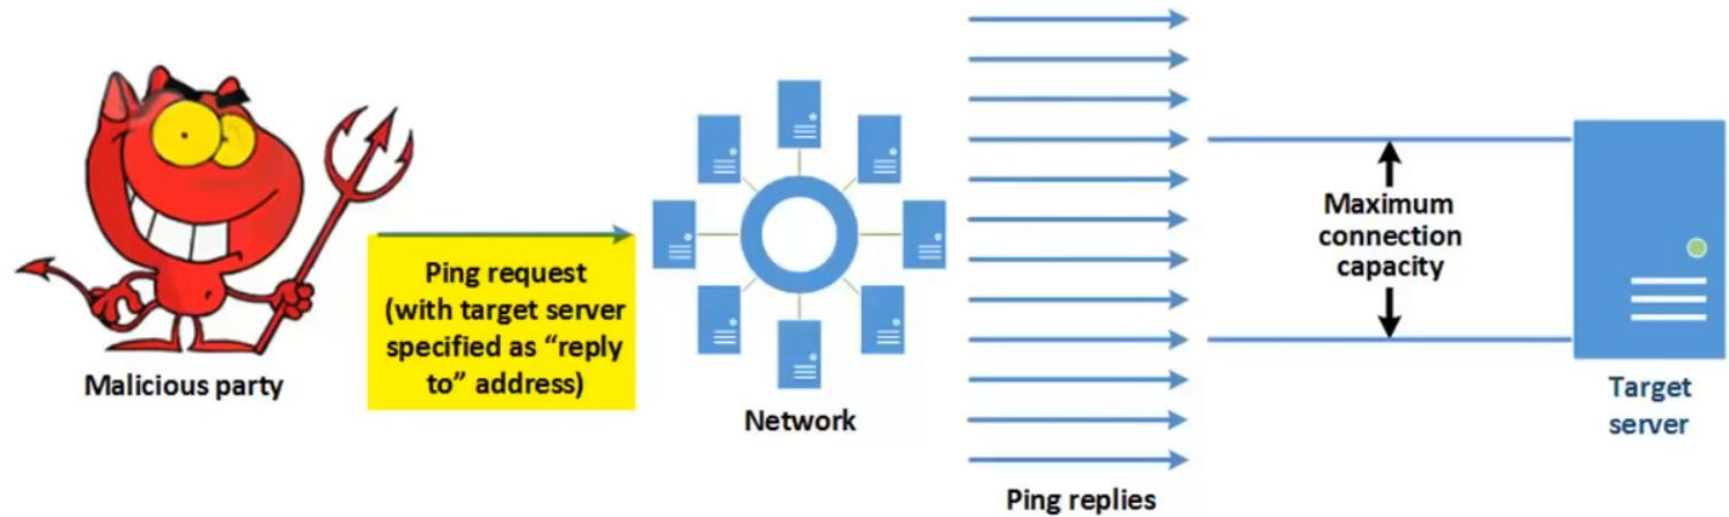 Malicious party
Ping request
(with target server
specified as “reply
to” address)
Network
Ping replies
Maximum
connection
capacity
Target
server